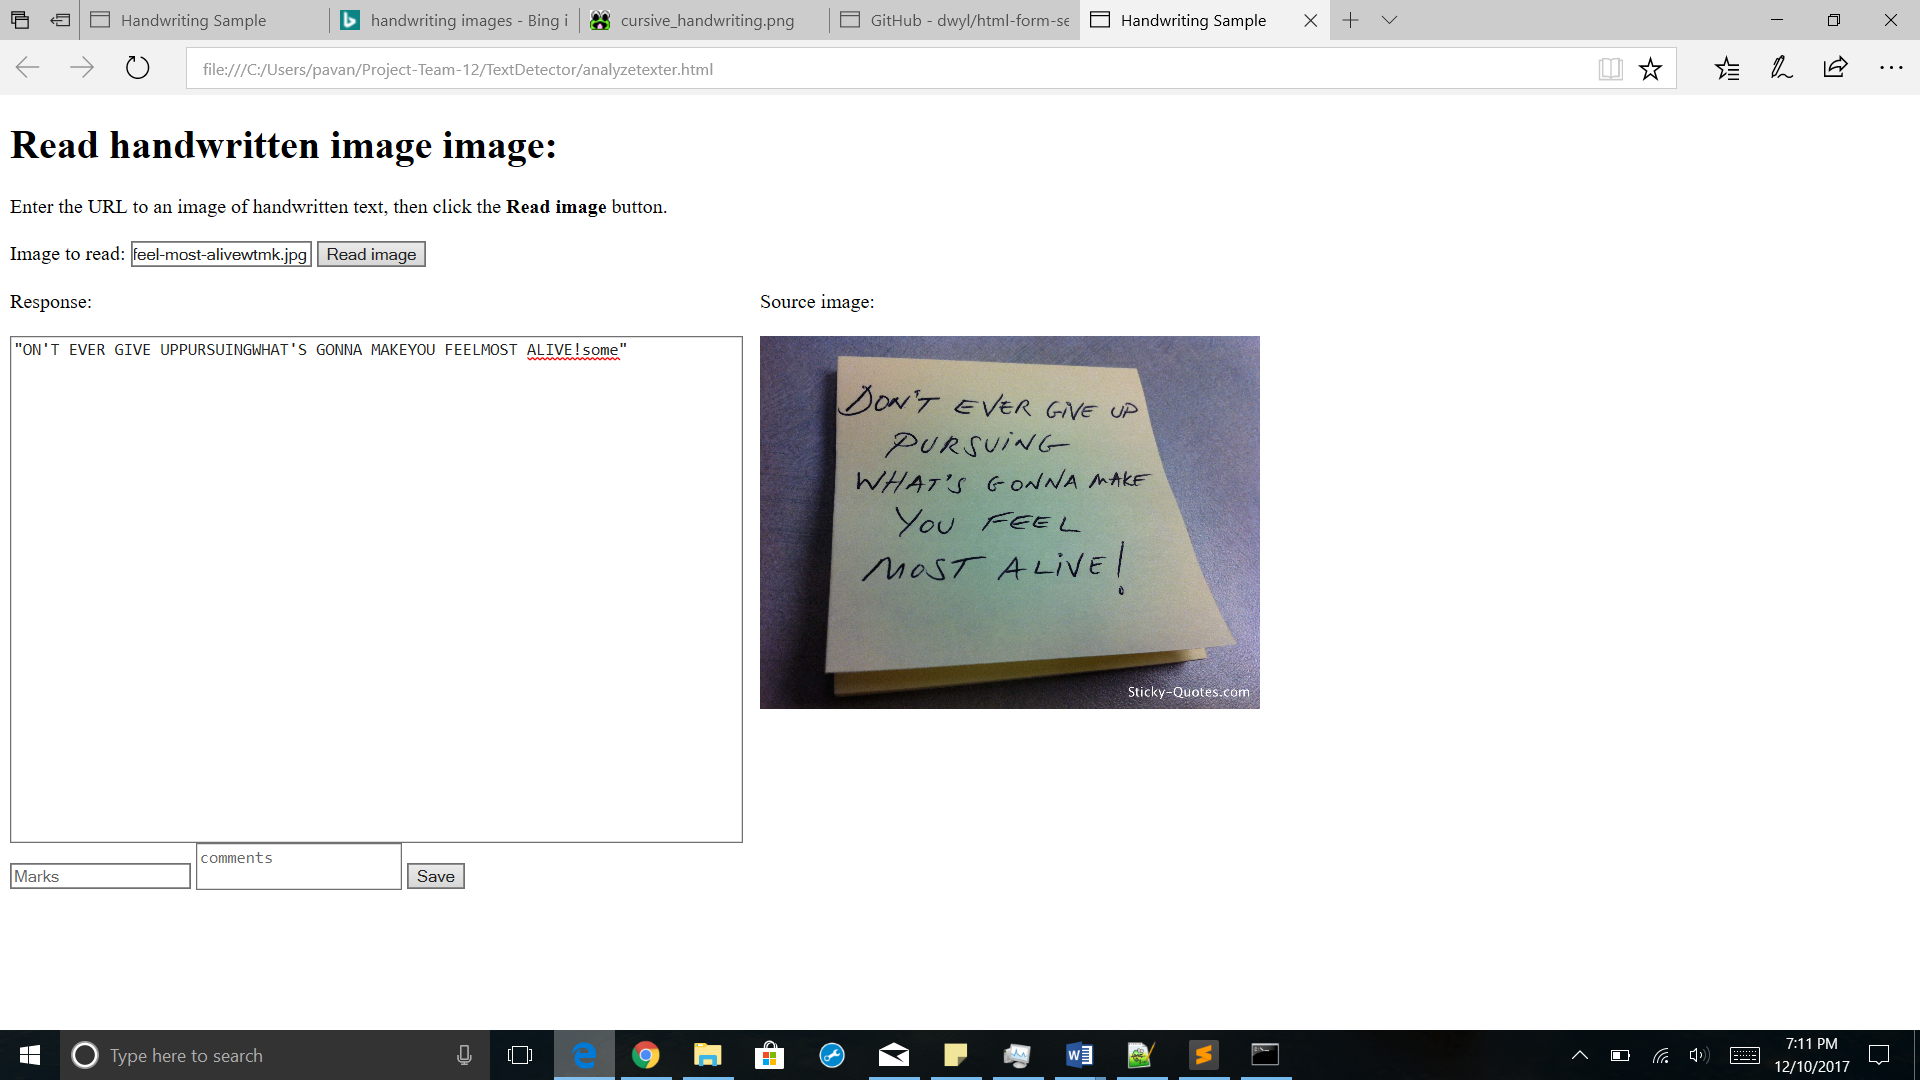 Handwriting Sample
handwriting images - Bing i
cursive_handwriting.png
GitHub - dwyl/html-form-se
Handwriting Sample
file:///C:/Users/pavan/Project-Team-12/TextDetector/analyzetexter.html
Read handwritten image image:
Enter the URL to an image of handwritten text, then click the Read image button.
Image to read: feel-most-alivewtmk.jpg Read image
Response:
"ON'T EVER GIVE UPPURSUINGWHAT'S GONNA MAKEYOU FEELMOST ALIVE!some"
Source image:
DON'T EVER GIVE UP
PURSUING
WHAT'S GONNA MAKE
YOU FEEL
MOST ALIVE!
Sticky-Quotes.com
Marks
comments
Save
Type here to search
7:11 PM
12/10/2017